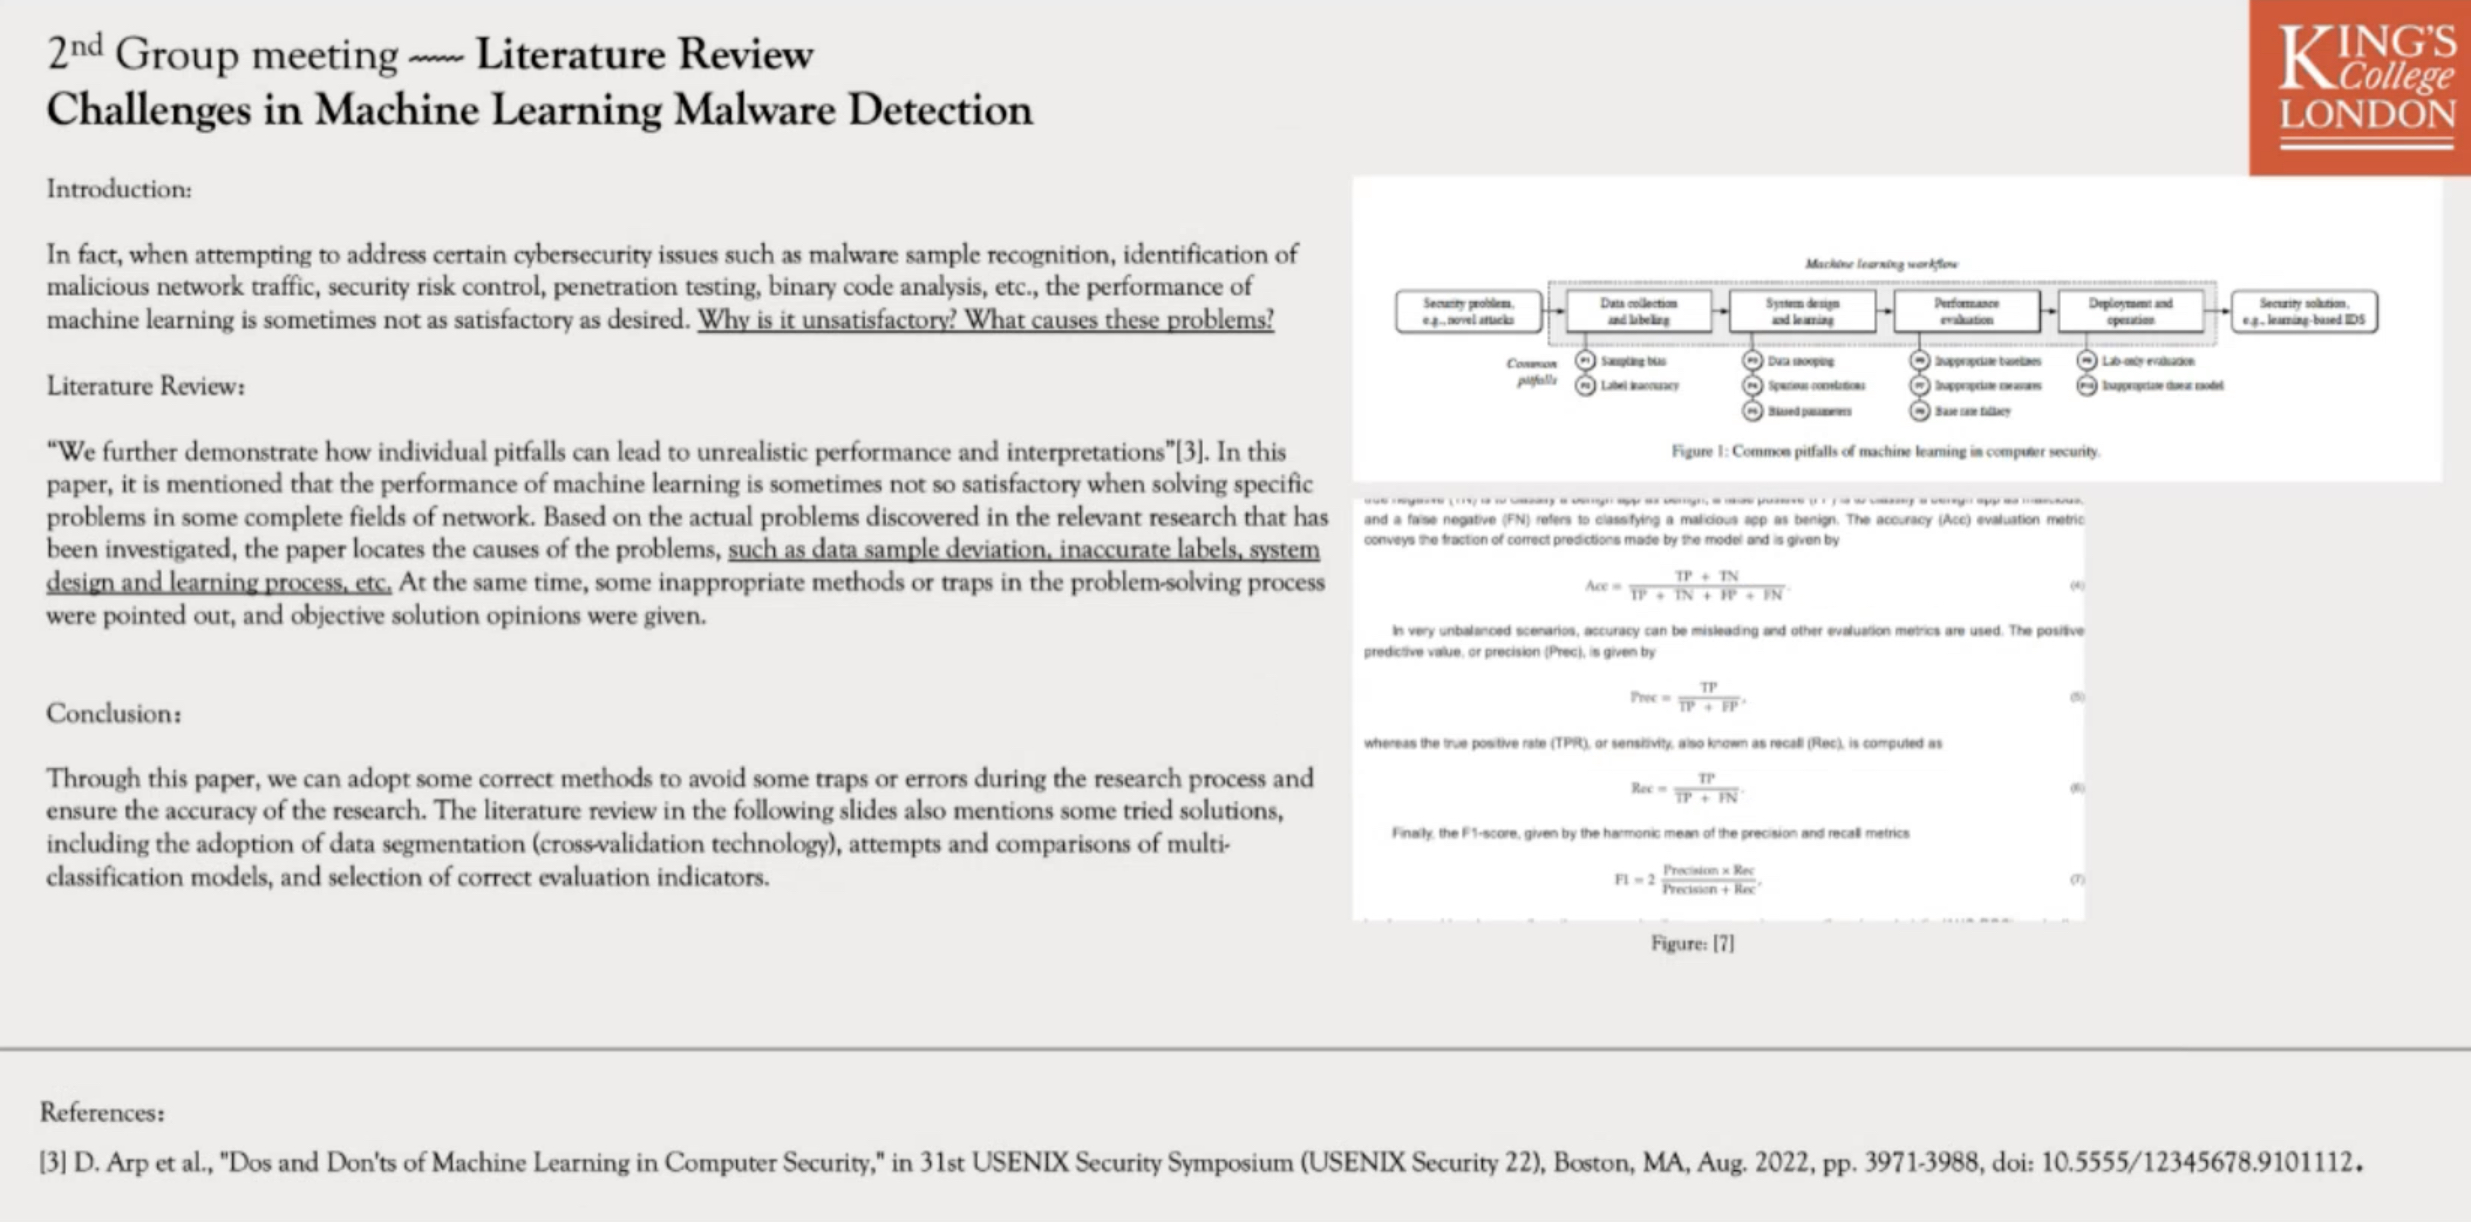 2nd Group meeting ~~~ Literature Review
Challenges in Machine Learning Malware Detection
KING'S
College
LONDON
Introduction:
In fact, when attempting to address certain cybersecurity issues such as malware sample recognition, identification of
malicious network traffic, security risk control, penetration testing, binary code analysis, etc., the performance of
machine learning is sometimes not as satisfactory as desired. Why is it unsatisfactory? What causes these problems?
Literature Review:
“We further demonstrate how individual pitfalls can lead to unrealistic performance and interpretations”[3]. In this
paper, it is mentioned that the performance of machine learning is sometimes not so satisfactory when solving specific
problems in some complete fields of network. Based on the actual problems discovered in the relevant research that has
been investigated, the paper locates the causes of the problems, such as data sample deviation, inaccurate labels, system
design and learning process, etc. At the same time, some inappropriate methods or traps in the problem-solving process
were pointed out, and objective solution opinions were given.
Conclusion:
Through this paper, we can adopt some correct methods to avoid some traps or errors during the research process and
ensure the accuracy of the research. The literature review in the following slides also mentions some tried solutions,
including the adoption of data segmentation (cross-validation technology), attempts and comparisons of multi-
classification models, and selection of correct evaluation indicators.
Machine learning workflow
Security problem,
e.g., novel attacks
Data collection
and labeling
System design
and learning
Performance
evaluation
Deployment and
operation
Security solution,
e.g., learning-based IDS
Common
pitfalls
Sampling bias
Label inaccuracy
Data snooping
Spurious correlations
Biased parameters
Inappropriate baselines
Inappropriate measures
Base rate fallacy
Lab-only evaluation
Inappropriate threat model
Figure 1: Common pitfalls of machine learning in computer security.
and a false negative (FN) refers to classifying a malicious app as benign. The accuracy (Acc) evaluation metric
conveys the fraction of correct predictions made by the model and is given by
Acc = TP + TN / TP + TN + FP + FN . (4)
In very unbalanced scenarios, accuracy can be misleading and other evaluation metrics are used. The positive
predictive value, or precision (Prec), is given by
Prec = TP / TP + FP , (5)
whereas the true positive rate (TPR), or sensitivity, also known as recall (Rec), is computed as
Rec = TP / TP + FN . (6)
Finally, the F1-score, given by the harmonic mean of the precision and recall metrics
F1 = 2 Precision × Rec / Precision + Rec , (7)
Figure: [7]
References:
[3] D. Arp et al., "Dos and Don'ts of Machine Learning in Computer Security," in 31st USENIX Security Symposium (USENIX Security 22), Boston, MA, Aug. 2022, pp. 3971-3988, doi: 10.5555/12345678.9101112.